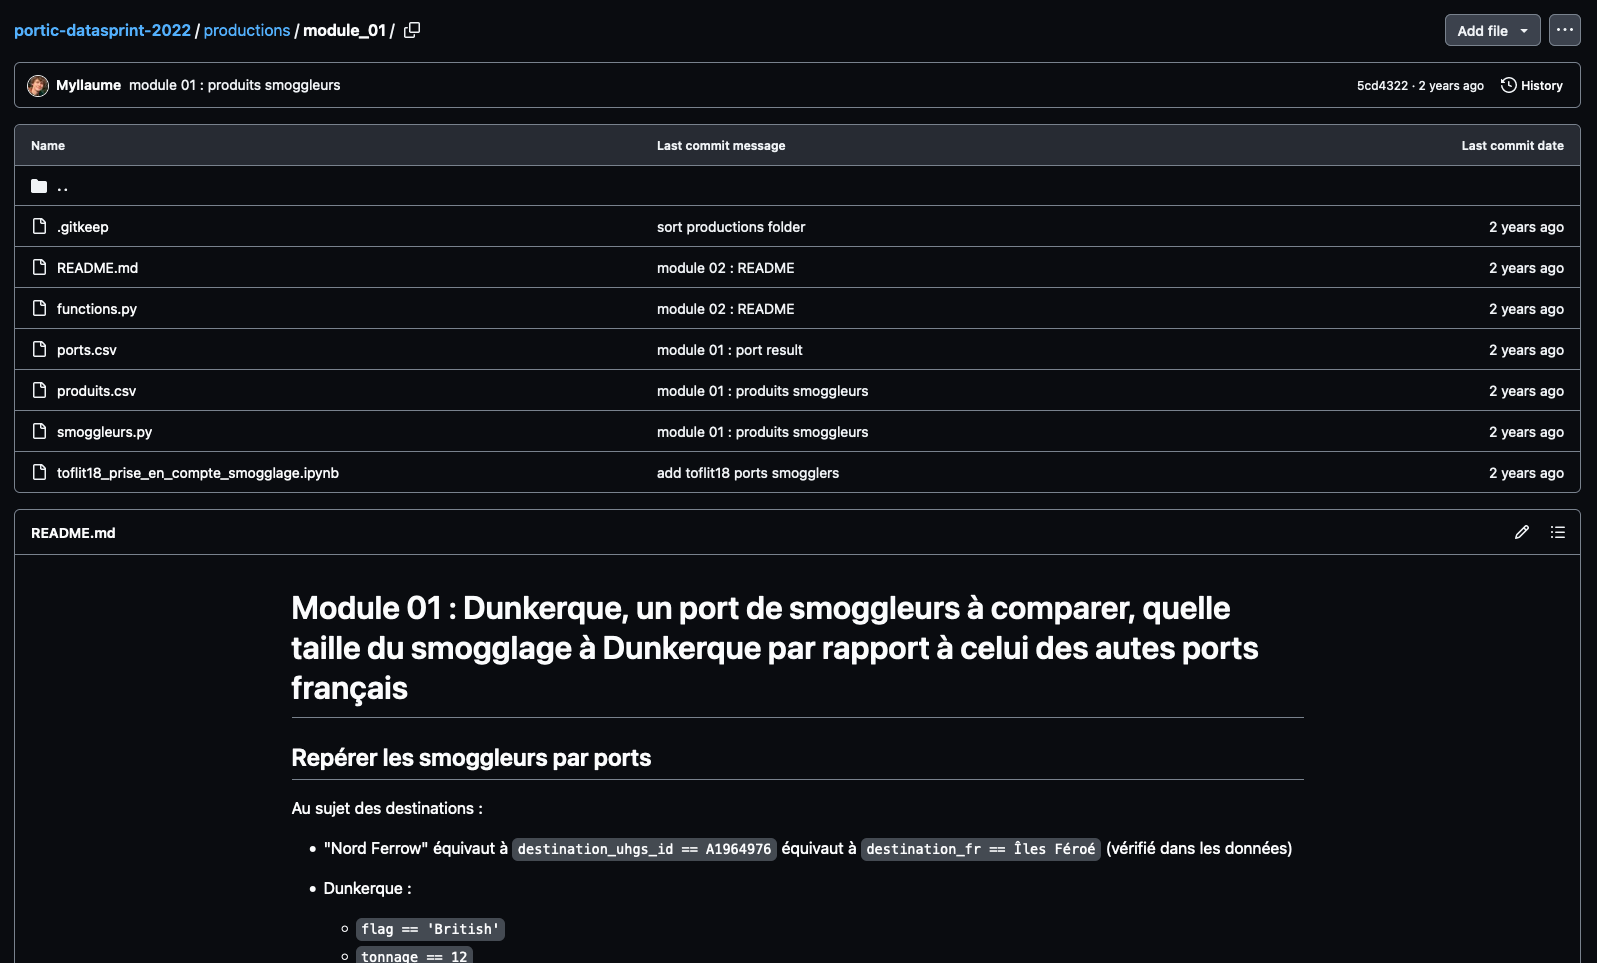 portic-datasprint-2022 / productions / module_01 /
Add file
Myllaume module 01 : produits smoggleurs
5cd4322 · 2 years ago History
Name Last commit message Last commit date
..
.gitkeep sort productions folder 2 years ago
README.md module 02 : README 2 years ago
functions.py module 02 : README 2 years ago
ports.csv module 01 : port result 2 years ago
produits.csv module 01 : produits smoggleurs 2 years ago
smoggleurs.py module 01 : produits smoggleurs 2 years ago
toflit18_prise_en_compte_smogglage.ipynb add toflit18 ports smogglers 2 years ago
README.md
Module 01 : Dunkerque, un port de smoggleurs à comparer, quelle
taille du smogglage à Dunkerque par rapport à celui des autes ports
français
Repérer les smoggleurs par ports
Au sujet des destinations :
"Nord Ferrow" équivaut à destination_uhgs_id == A1964976 équivaut à destination_fr == Îles Féroé (vérifié dans les données)
Dunkerque :
flag == 'British'
tonnage == 12